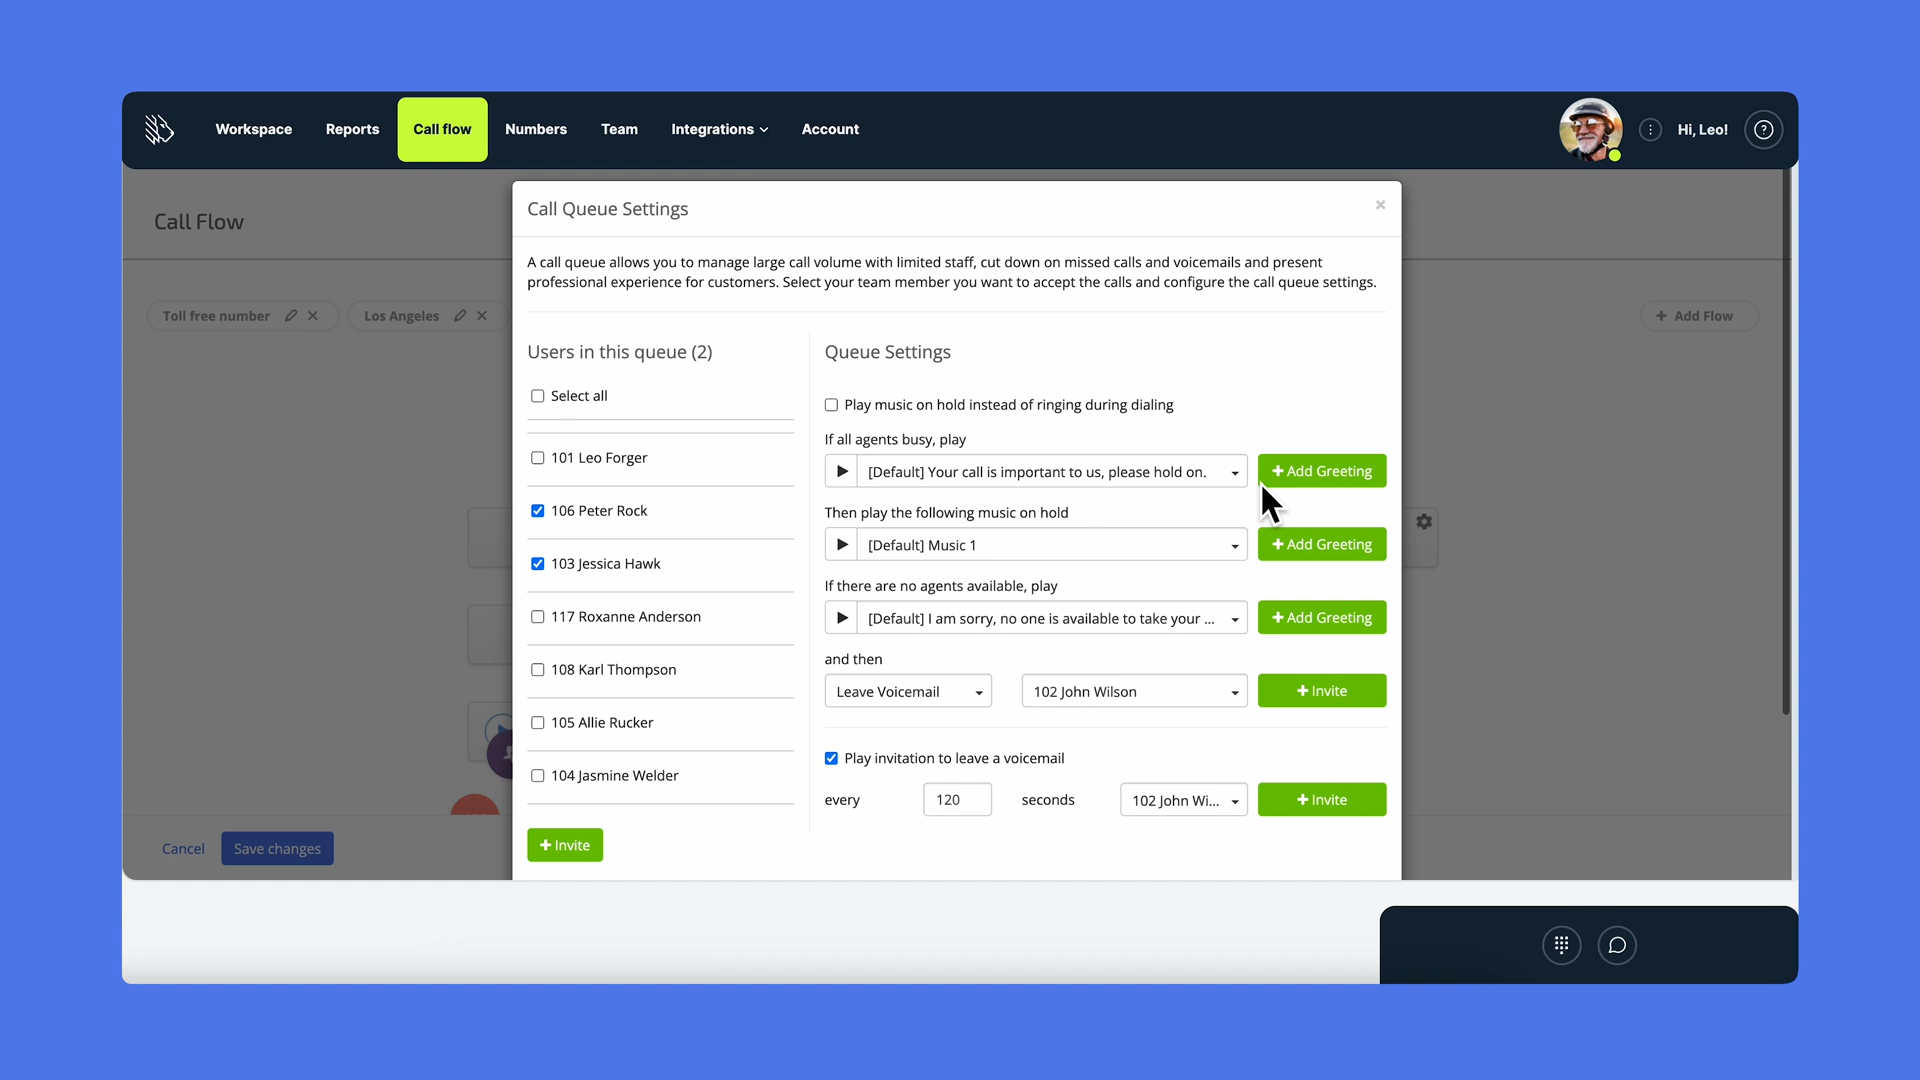 Workspace
Reports
Call flow
Numbers
Team
Integrations
Account
Hi, Leo!
?
Call Flow
Toll free number
Los Angeles
+ Add Flow
Call Queue Settings
×
A call queue allows you to manage large call volume with limited staff, cut down on missed calls and voicemails and present
professional experience for customers. Select your team member you want to accept the calls and configure the call queue settings.
Users in this queue (2)
Select all
101 Leo Forger
106 Peter Rock
103 Jessica Hawk
117 Roxanne Anderson
108 Karl Thompson
105 Allie Rucker
104 Jasmine Welder
+ Invite
Queue Settings
Play music on hold instead of ringing during dialing
If all agents busy, play
[Default] Your call is important to us, please hold on.
+ Add Greeting
Then play the following music on hold
[Default] Music 1
+ Add Greeting
If there are no agents available, play
[Default] I am sorry, no one is available to take your ...
+ Add Greeting
and then
Leave Voicemail
102 John Wilson
+ Invite
Play invitation to leave a voicemail
every
120
seconds
102 John Wi...
+ Invite
Cancel
Save changes